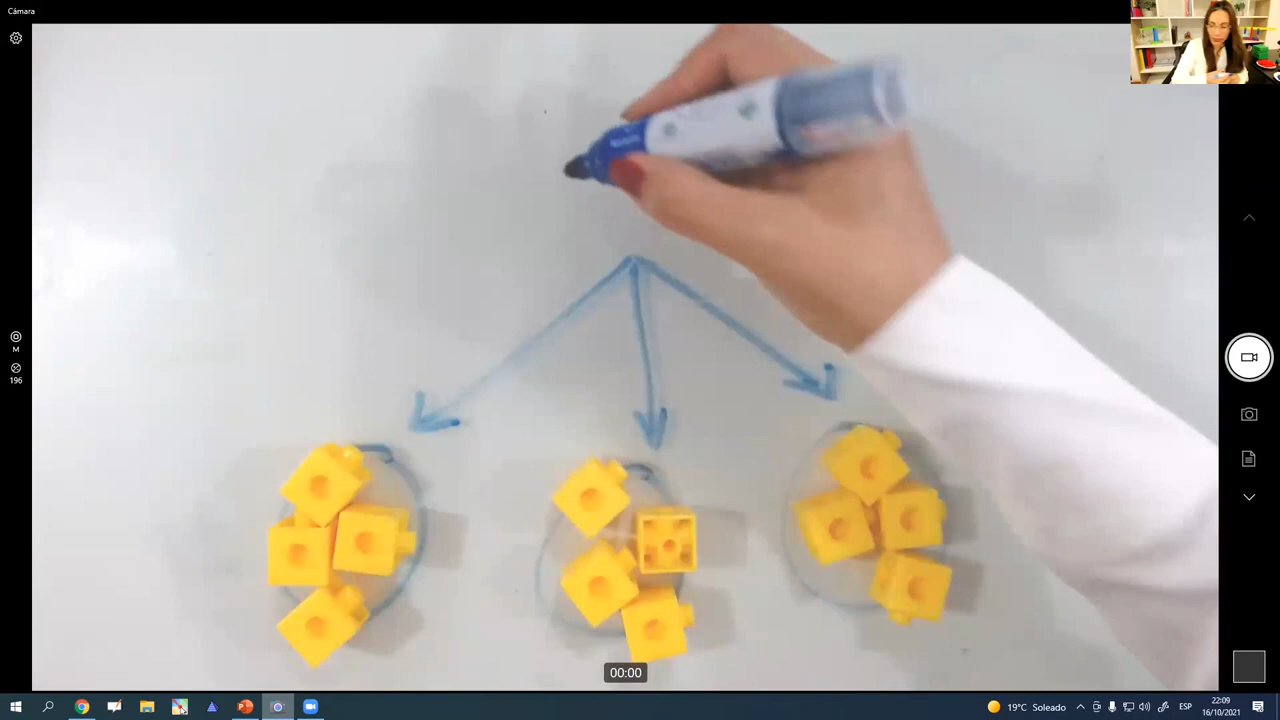 Cámara
M
196
00:00
19°C Soleado
ESP
22:09
16/10/2021